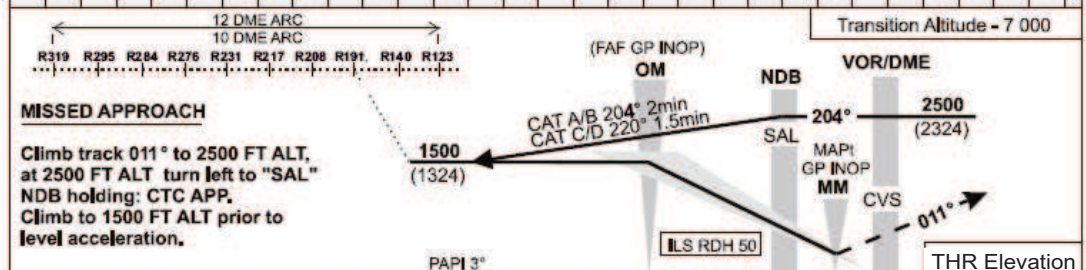 12 DME ARC
10 DME ARC
R319 R295 R284 R276 R231 R217 R208 R191 R140 R123
Transition Altitude - 7 000
MISSED APPROACH
Climb track 011° to 2500 FT ALT,
at 2500 FT ALT turn left to "SAL"
NDB holding: CTC APP.
Climb to 1500 FT ALT prior to
level acceleration.
(FAF GP INOP)
OM
NDB
VOR/DME
CAT A/B 204° 2min
CAT C/D 220° 1.5min
204°
2500
(2324)
SAL
1500
(1324)
MAPt
GP INOP
MM
CVS
011°
ILS RDH 50
PAPI 3°
THR Elevation